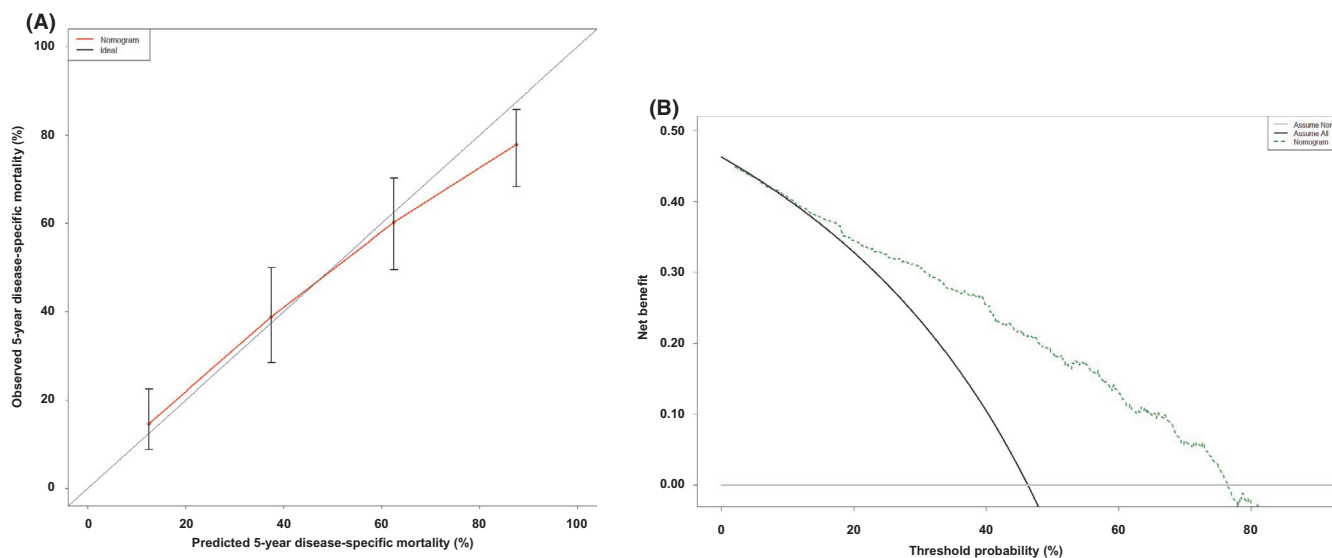 (A)
Nomogram
Ideal
100
80
60
40
20
0
Observed 5-year disease-specific mortality (%)
0 20 40 60 80 100
Predicted 5-year disease-specific mortality (%)
(B)
Assume Non
Assume All
Nomogram
0.50
0.40
0.30
0.20
0.10
0.00
Net benefit
0 20 40 60 80
Threshold probability (%)